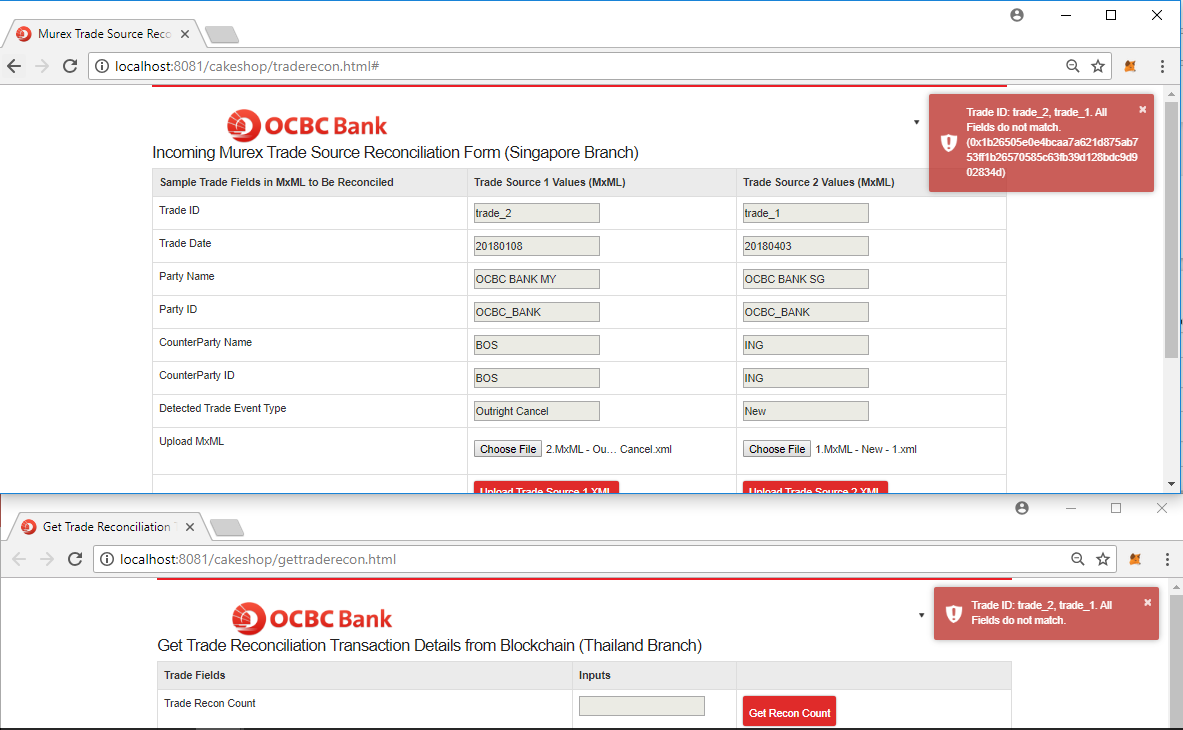 Murex Trade Source Reco
localhost:8081/cakeshop/traderecon.html#
OCBC Bank
Incoming Murex Trade Source Reconciliation Form (Singapore Branch)
Trade ID: trade_2, trade_1. All
Fields do not match.
(0x1b26505e0e4bcaa7a621d875ab7
53ff1b26570585c63fb39d128bdc9d9
02834d)
Sample Trade Fields in MxML to Be Reconciled Trade Source 1 Values (MxML) Trade Source 2 Values (MxML)
Trade ID trade_2 trade_1
Trade Date 20180108 20180403
Party Name OCBC BANK MY OCBC BANK SG
Party ID OCBC_BANK OCBC_BANK
CounterParty Name BOS ING
CounterParty ID BOS ING
Detected Trade Event Type Outright Cancel New
Upload MxML Choose File 2.MxML - Ou... Cancel.xml Choose File 1.MxML - New - 1.xml
Upload Trade Source 1 XML Upload Trade Source 2 XML
Get Trade Reconciliation
localhost:8081/cakeshop/gettraderecon.html
OCBC Bank
Get Trade Reconciliation Transaction Details from Blockchain (Thailand Branch)
Trade ID: trade_2, trade_1. All
Fields do not match.
Trade Fields Inputs
Trade Recon Count Get Recon Count